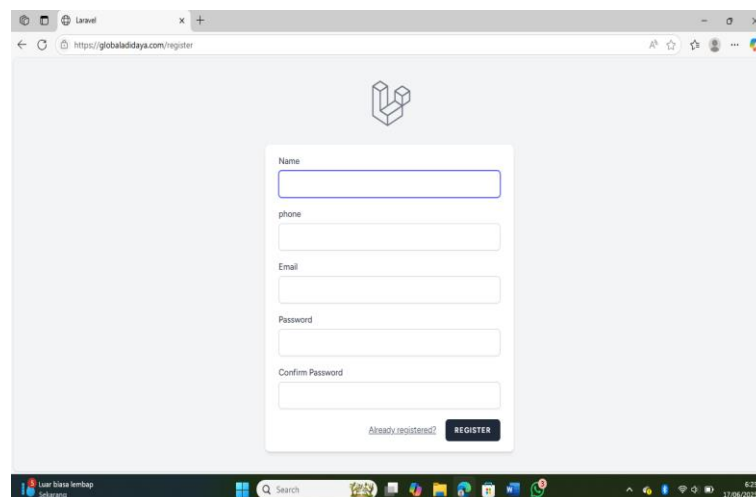 Laravel
https://globaladidaya.com/register
Name
phone
Email
Password
Confirm Password
Already registered? REGISTER
Luar biasa lembap
Sekarang
Search